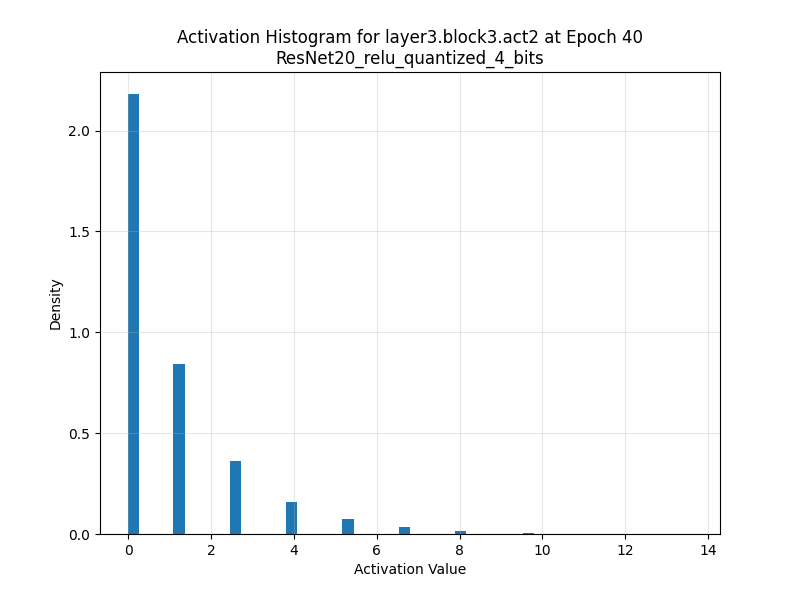 Activation Histogram for layer3.block3.act2 at Epoch 40
ResNet20_relu_quantized_4_bits
2.0
1.5
1.0
0.5
0.0
Density
0 2 4 6 8 10 12 14
Activation Value